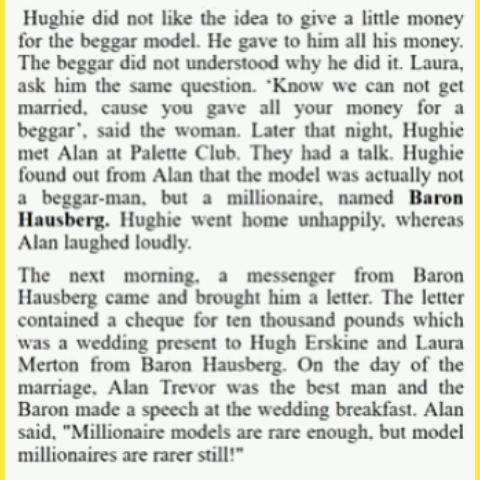 Hughie did not like the idea to give a little money
for the beggar model. He gave to him all his money.
The beggar did not understood why he did it. Laura,
ask him the same question. 'Know we can not get
married, cause you gave all your money for a
beggar', said the woman. Later that night, Hughie
met Alan at Palette Club. They had a talk. Hughie
found out from Alan that the model was actually not
a beggar-man, but a millionaire, named Baron
Hausberg. Hughie went home unhappily, whereas
Alan laughed loudly.
The next morning, a messenger from Baron
Hausberg came and brought him a letter. The letter
contained a cheque for ten thousand pounds which
was a wedding present to Hugh Erskine and Laura
Merton from Baron Hausberg. On the day of the
marriage, Alan Trevor was the best man and the
Baron made a speech at the wedding breakfast. Alan
said, "Millionaire models are rare enough, but model
millionaires are rarer still!"